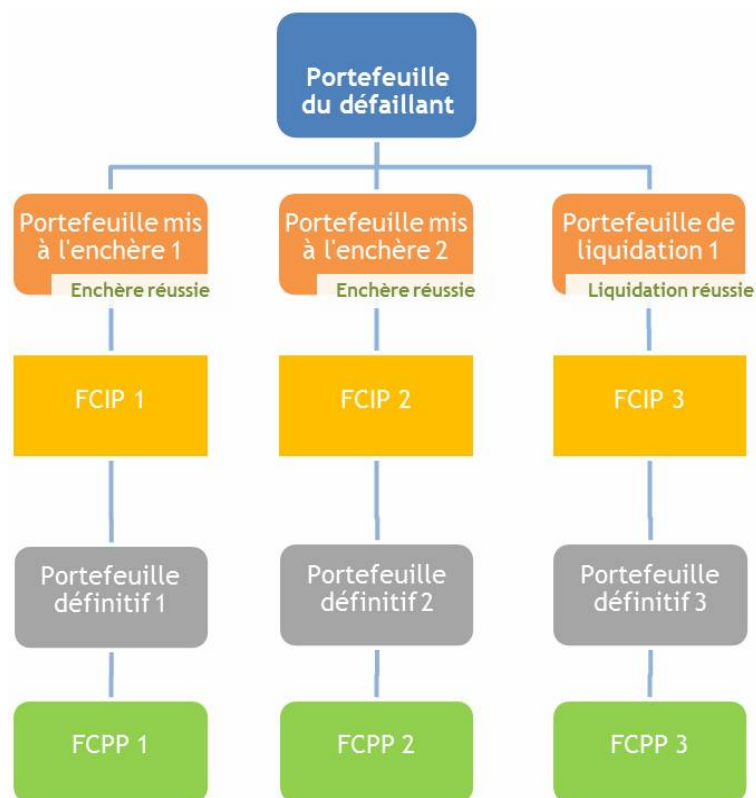 Portefeuille
du défaillant
Portefeuille mis
à l'enchère 1
Enchère réussie
Portefeuille mis
à l'enchère 2
Enchère réussie
Portefeuille de
liquidation 1
Liquidation réussie
FCIP 1
FCIP 2
FCIP 3
Portefeuille
définitif 1
Portefeuille
définitif 2
Portefeuille
définitif 3
FCPP 1
FCPP 2
FCPP 3